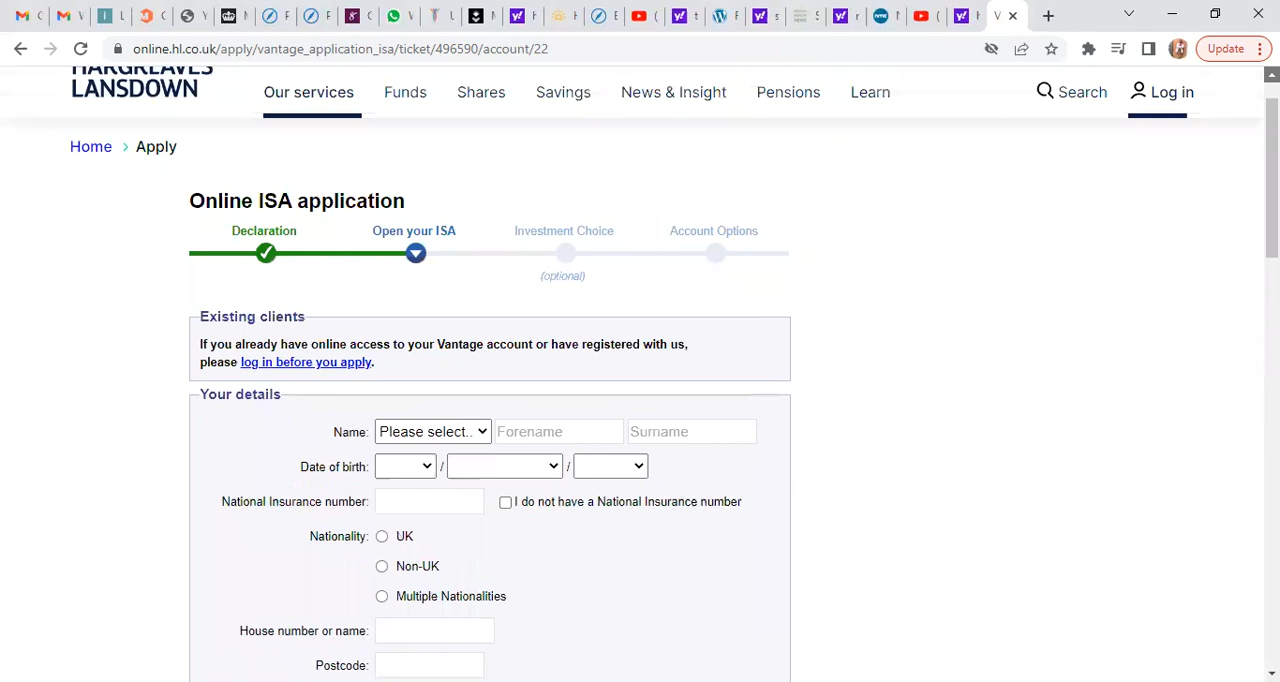 Update
online.hl.co.uk/apply/vantage_application_isa/ticket/496590/account/22
HARGREAVES
LANSDOWN
Our services
Funds
Shares
Savings
News & Insight
Pensions
Learn
Search
Log in
Home > Apply
Online ISA application
Declaration
Open your ISA
Investment Choice
Account Options
(optional)
Existing clients
If you already have online access to your Vantage account or have registered with us,
please log in before you apply.
Your details
Name: Please select.. Forename Surname
Date of birth: / /
National Insurance number: I do not have a National Insurance number
Nationality: UK
Non-UK
Multiple Nationalities
House number or name:
Postcode: